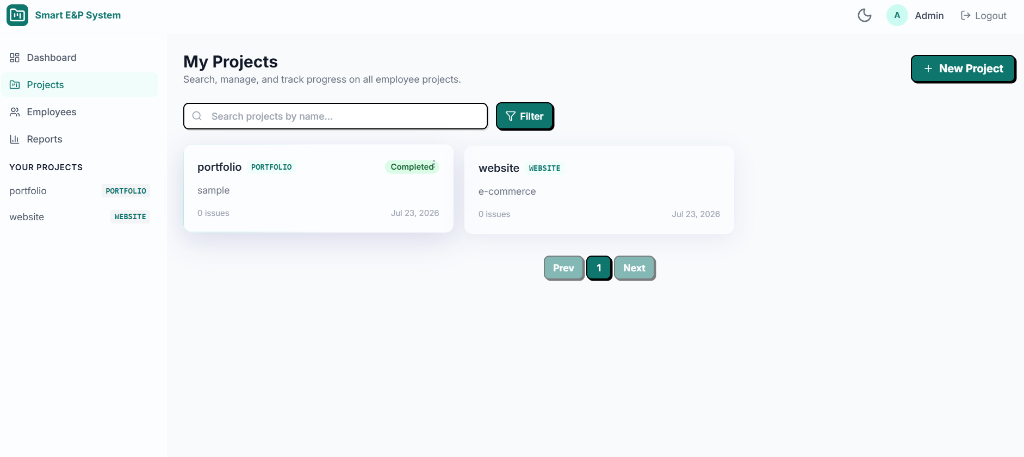 Smart E&P System
A
Admin
Logout
Dashboard
Projects
Employees
Reports
YOUR PROJECTS
portfolio PORTFOLIO
website WEBSITE
My Projects
Search, manage, and track progress on all employee projects.
+ New Project
Search projects by name...
Filter
portfolio PORTFOLIO Completed
sample
0 issues Jul 23, 2026
website WEBSITE
e-commerce
0 issues Jul 23, 2026
Prev 1 Next